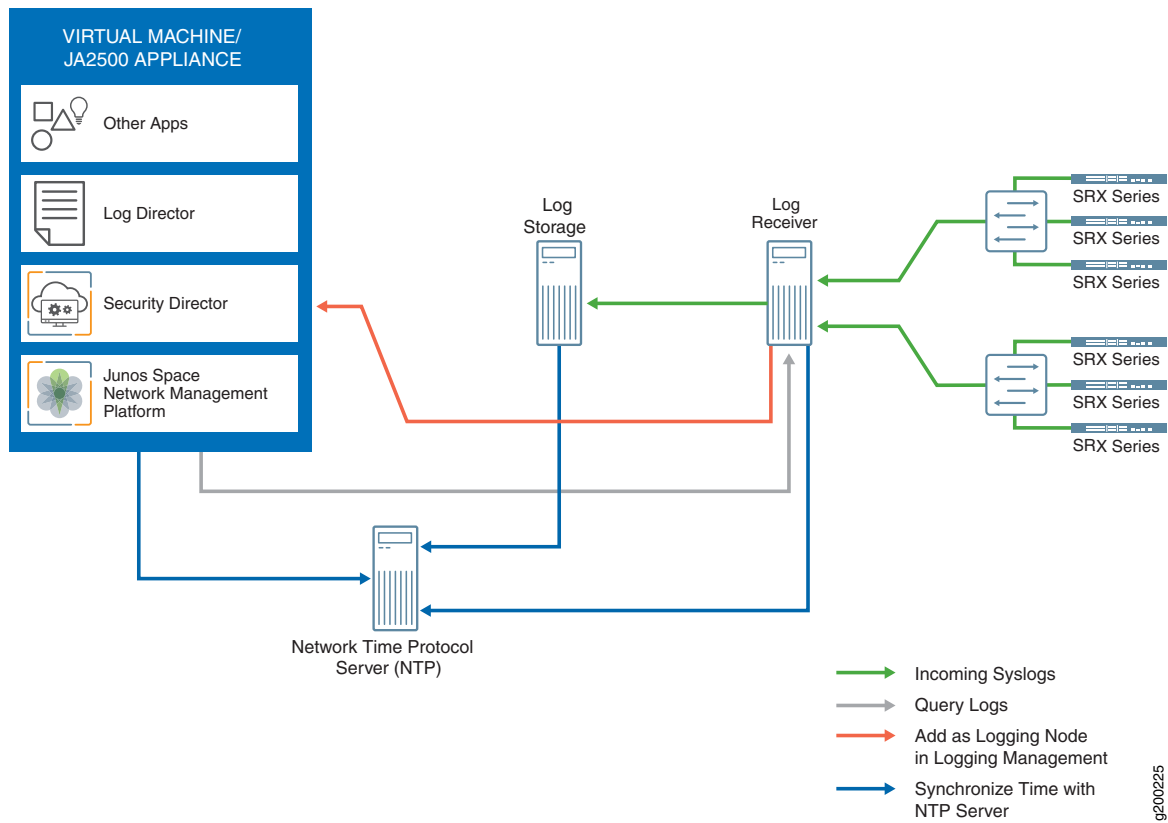 VIRTUAL MACHINE/
JA2500 APPLIANCE
Other Apps
Log Director
Security Director
Junos Space
Network Management
Platform
Log
Storage
Log
Receiver
SRX Series
SRX Series
SRX Series
SRX Series
SRX Series
SRX Series
Network Time Protocol
Server (NTP)
Incoming Syslogs
Query Logs
Add as Logging Node
in Logging Management
Synchronize Time with
NTP Server
g200225